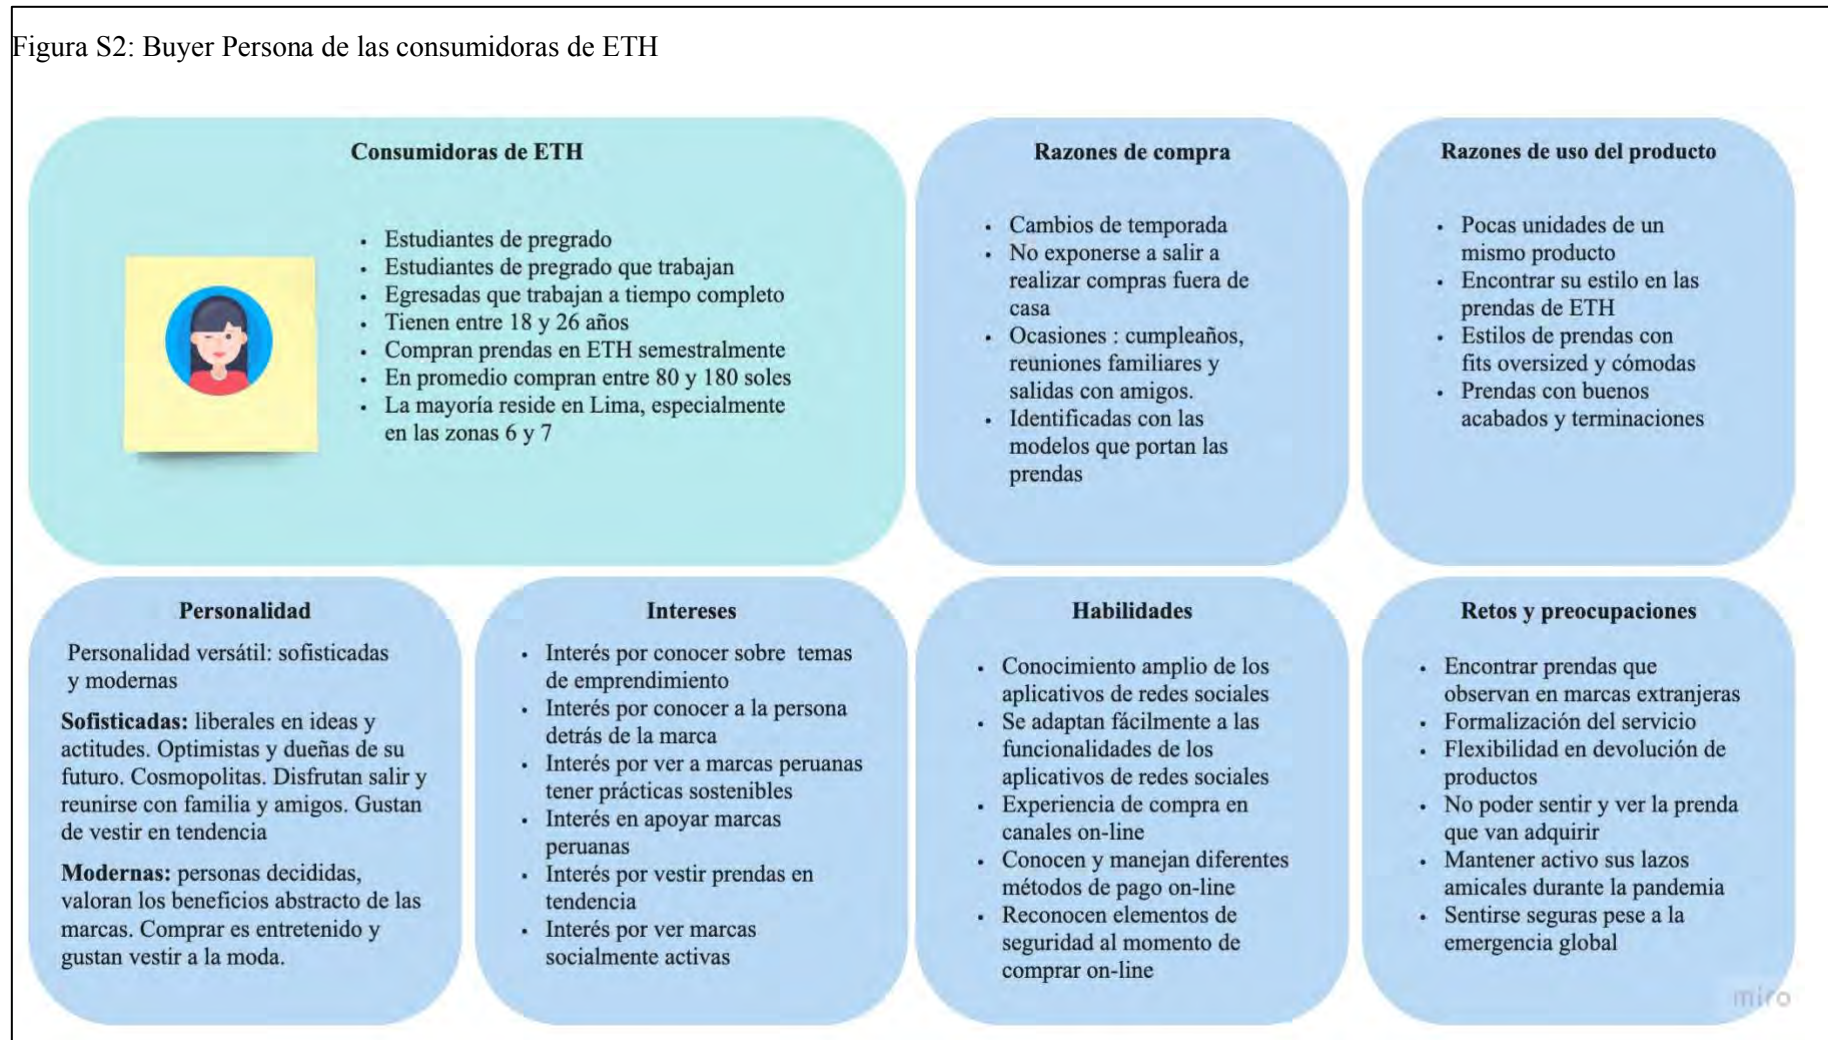 Figura S2: Buyer Persona de las consumidoras de ETH
Consumidoras de ETH
• Estudiantes de pregrado
• Estudiantes de pregrado que trabajan
• Egresadas que trabajan a tiempo completo
• Tienen entre 18 y 26 años
• Compran prendas en ETH semestralmente
• En promedio compran entre 80 y 180 soles
• La mayoría reside en Lima, especialmente
en las zonas 6 y 7
Razones de compra
• Cambios de temporada
• No exponerse a salir a
realizar compras fuera de
casa
• Ocasiones : cumpleaños,
reuniones familiares y
salidas con amigos.
• Identificadas con las
modelos que portan las
prendas
Razones de uso del producto
• Pocas unidades de un
mismo producto
• Encontrar su estilo en las
prendas de ETH
• Estilos de prendas con
fits oversized y cómodas
• Prendas con buenos
acabados y terminaciones
Personalidad
Personalidad versátil: sofisticadas
y modernas
Sofisticadas: liberales en ideas y
actitudes. Optimistas y dueñas de su
futuro. Cosmopolitas. Disfrutan salir y
reunirse con familia y amigos. Gustan
de vestir en tendencia
Modernas: personas decididas,
valoran los beneficios abstracto de las
marcas. Comprar es entretenido y
gustan vestir a la moda.
Intereses
• Interés por conocer sobre temas
de emprendimiento
• Interés por conocer a la persona
detrás de la marca
• Interés por ver a marcas peruanas
tener prácticas sostenibles
• Interés en apoyar marcas
peruanas
• Interés por vestir prendas en
tendencia
• Interés por ver marcas
socialmente activas
Habilidades
• Conocimiento amplio de los
aplicativos de redes sociales
• Se adaptan fácilmente a las
funcionalidades de los
aplicativos de redes sociales
• Experiencia de compra en
canales on-line
• Conocen y manejan diferentes
métodos de pago on-line
• Reconocen elementos de
seguridad al momento de
comprar on-line
Retos y preocupaciones
• Encontrar prendas que
observan en marcas extranjeras
• Formalización del servicio
• Flexibilidad en devolución de
productos
• No poder sentir y ver la prenda
que van adquirir
• Mantener activo sus lazos
amicales durante la pandemia
• Sentirse seguras pese a la
emergencia global
miro